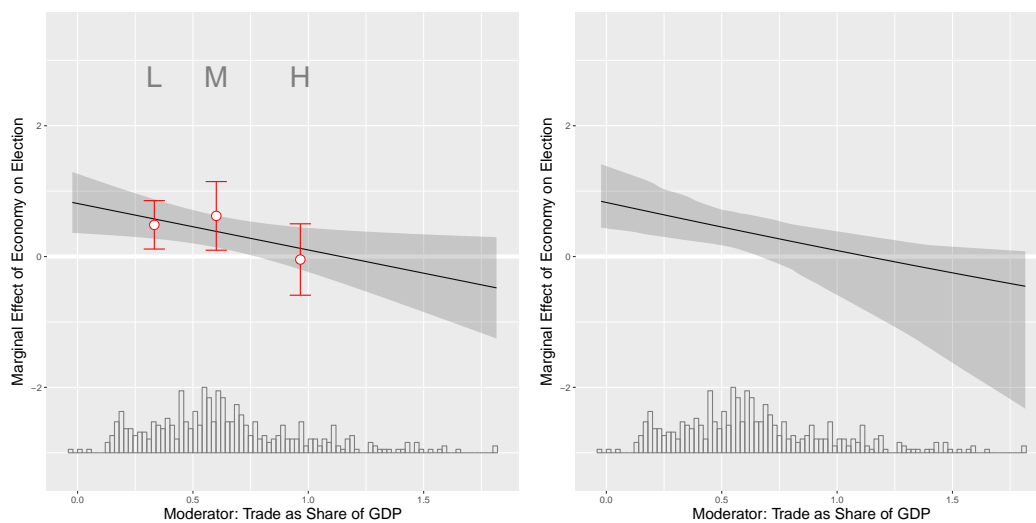 L M H
Marginal Effect of Economy on Election
2
0
−2
0.0 0.5 1.0 1.5
Moderator: Trade as Share of GDP
Marginal Effect of Economy on Election
2
0
−2
0.0 0.5 1.0 1.5
Moderator: Trade as Share of GDP